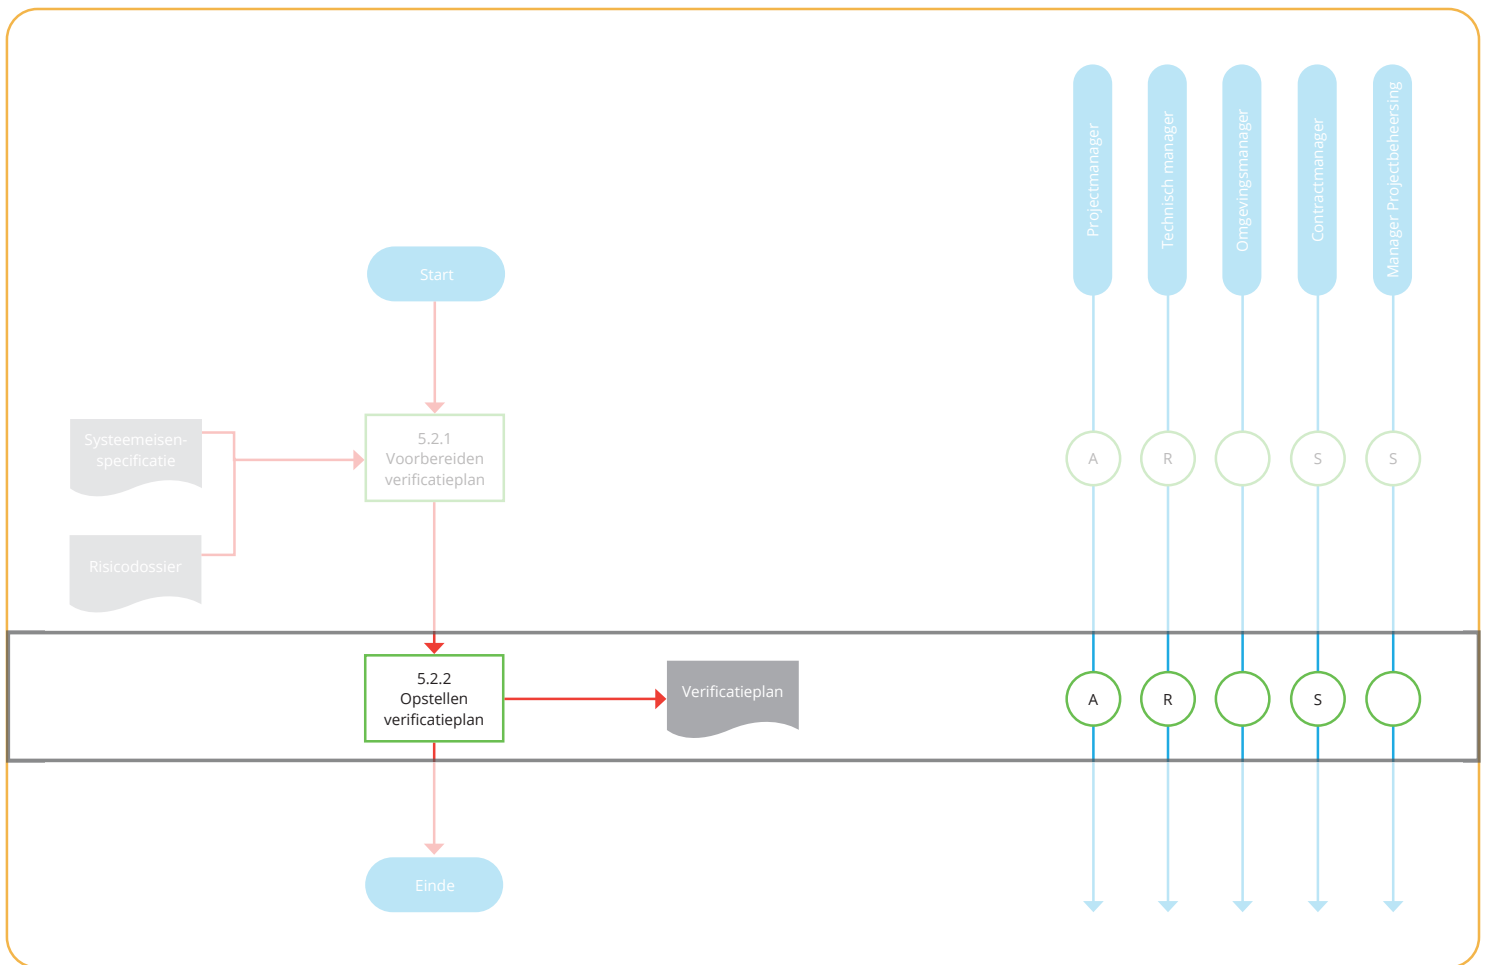 Projectmanager
Technisch manager
Omgevingsmanager
Contractmanager
Manager Projectbeheersing
Start
Systeemeisen-
specificatie
5.2.1
Voorbereiden
verificatieplan
A
R
S
S
Risicodossier
5.2.2
Opstellen
verificatieplan
Verificatieplan
A
R
S
Einde